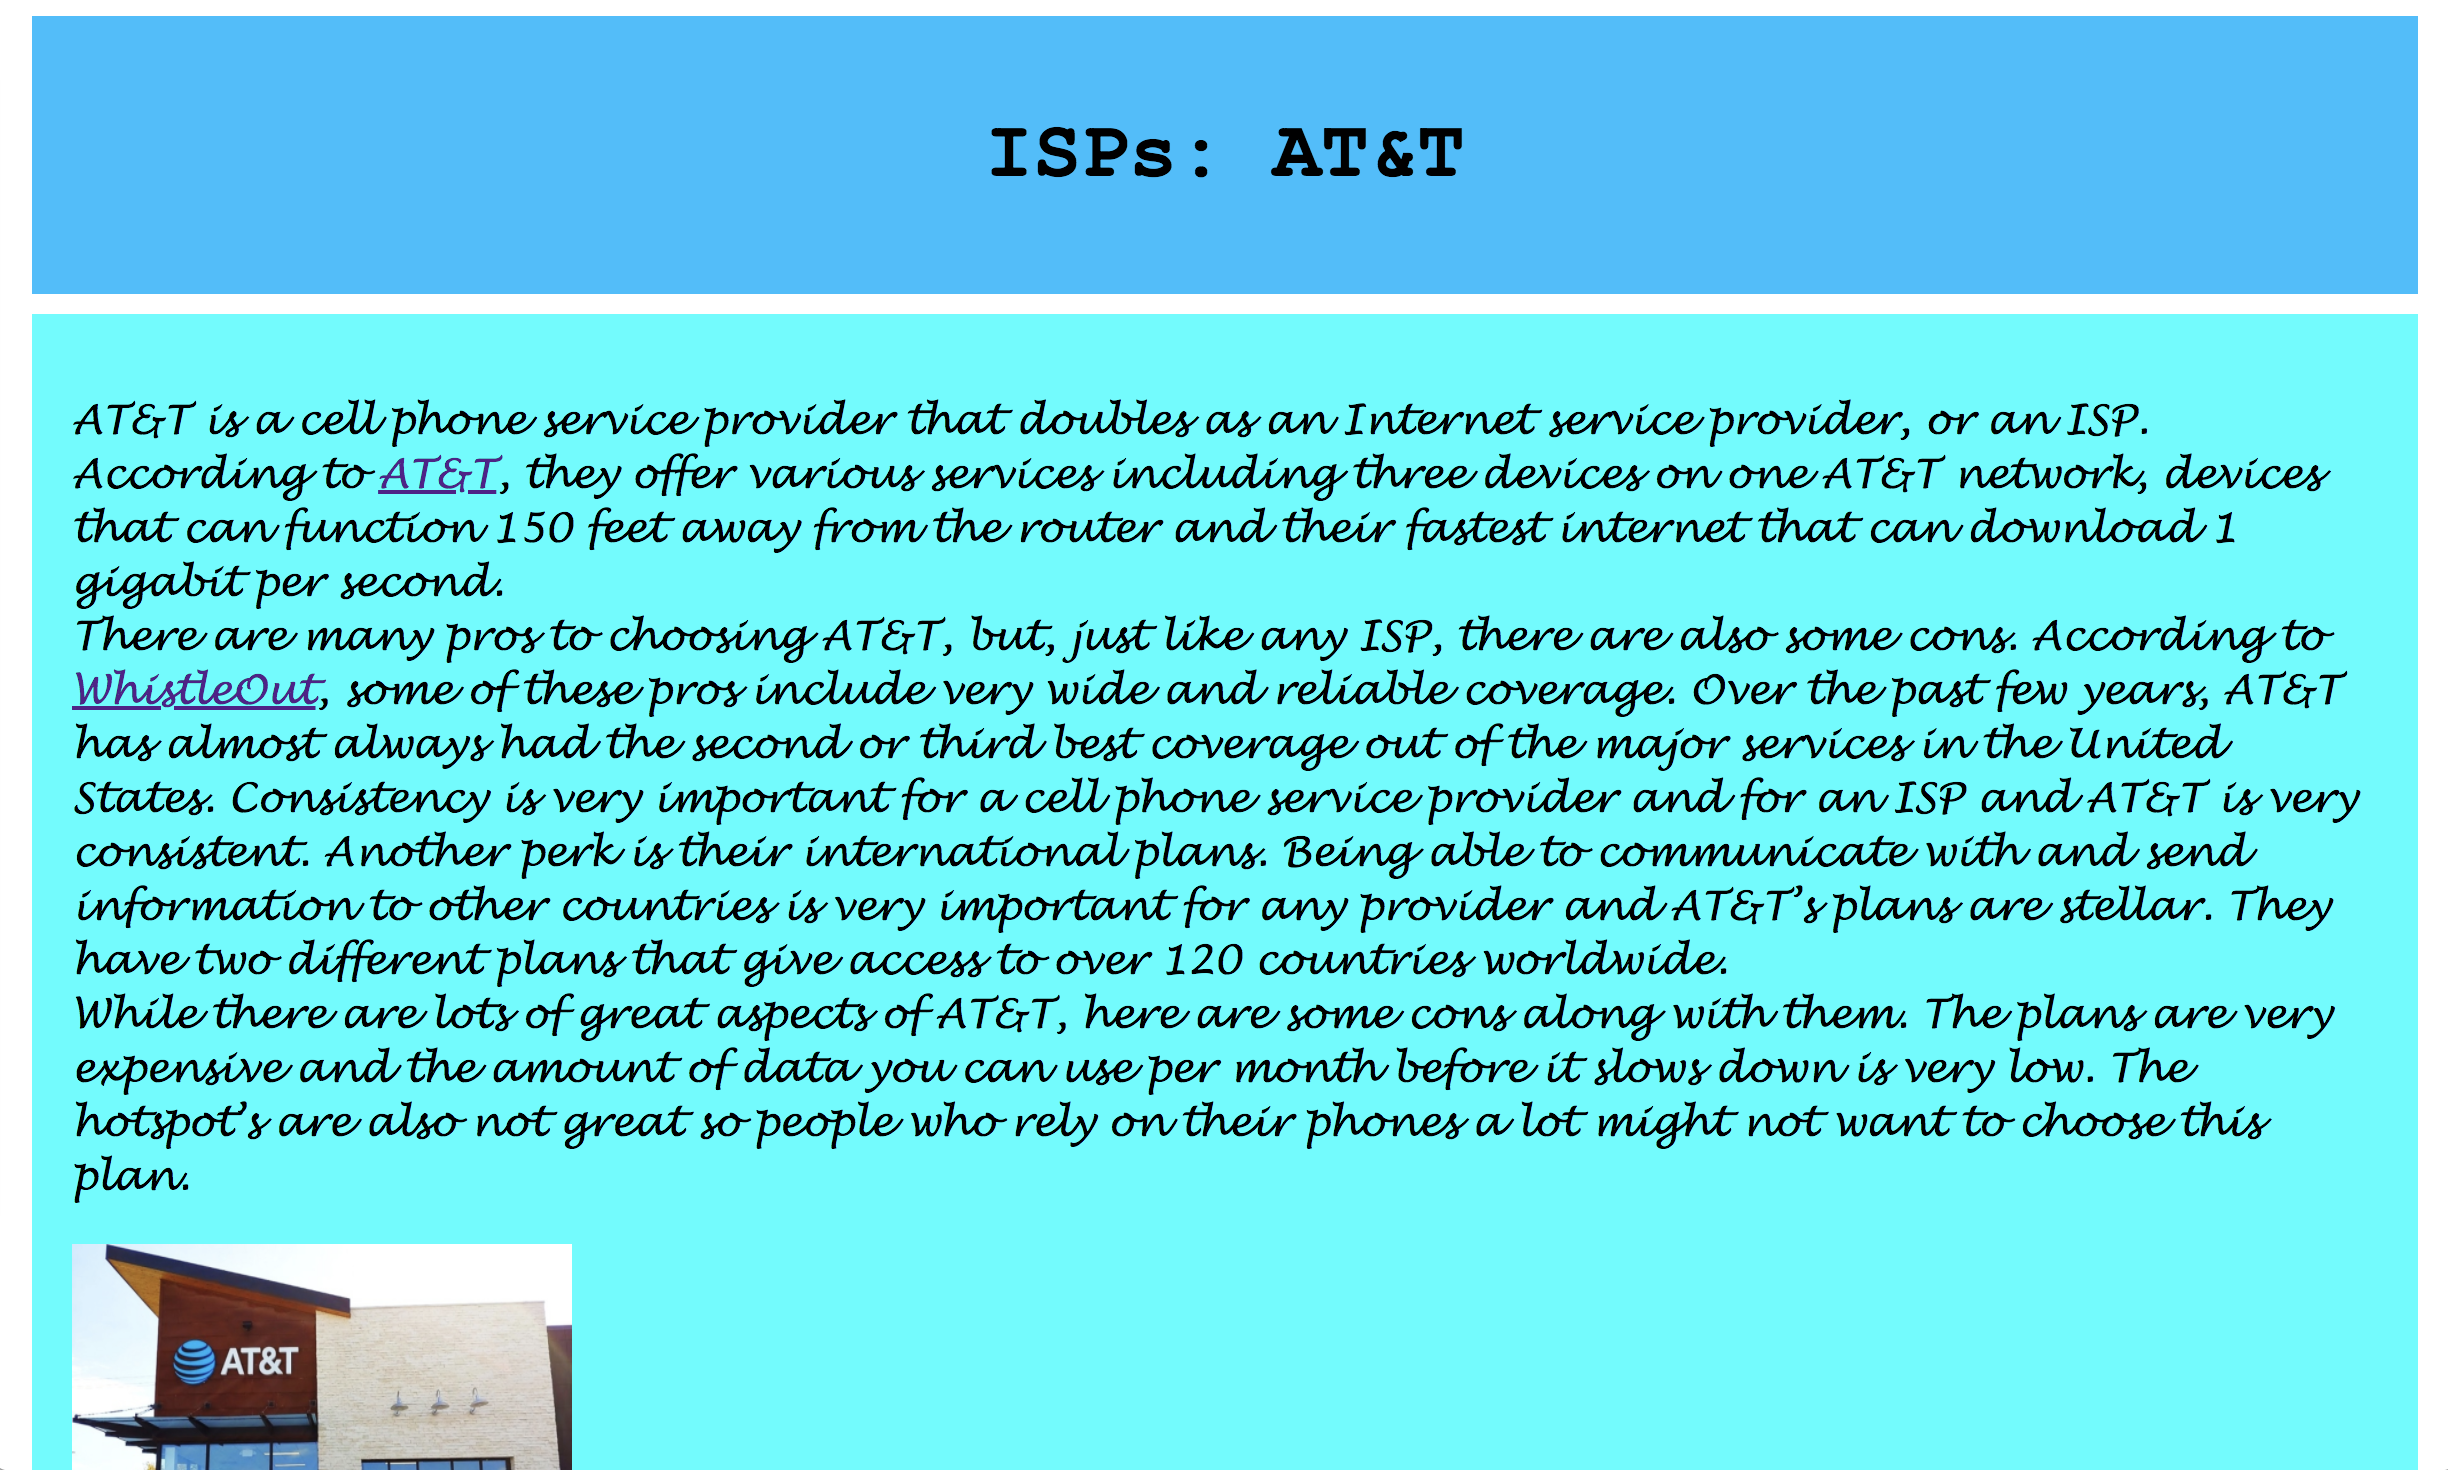 ISPs: AT&T
AT&T is a cell phone service provider that doubles as an Internet service provider, or an ISP.
According to AT&T, they offer various services including three devices on one AT&T network, devices
that can function 150 feet away from the router and their fastest internet that can download 1
gigabit per second.
There are many pros to choosing AT&T, but, just like any ISP, there are also some cons. According to
WhistleOut, some of these pros include very wide and reliable coverage. Over the past few years, AT&T
has almost always had the second or third best coverage out of the major services in the United
States. Consistency is very important for a cell phone service provider and for an ISP and AT&T is very
consistent. Another perk is their international plans. Being able to communicate with and send
information to other countries is very important for any provider and AT&T's plans are stellar. They
have two different plans that give access to over 120 countries worldwide.
While there are lots of great aspects of AT&T, here are some cons along with them. The plans are very
expensive and the amount of data you can use per month before it slows down is very low. The
hotspot's are also not great so people who rely on their phones a lot might not want to choose this
plan.
AT&T